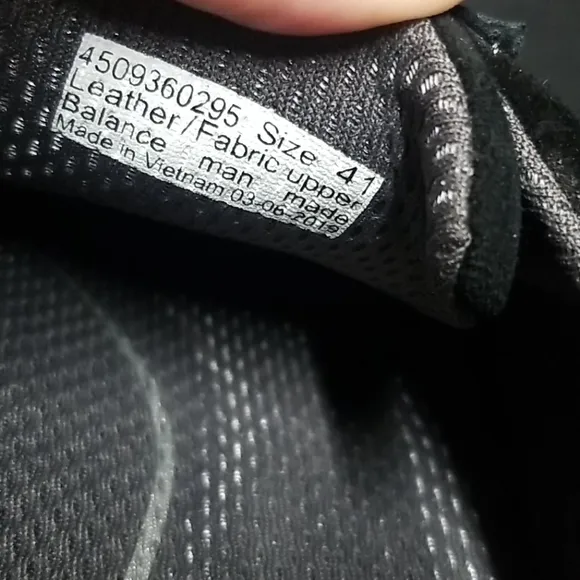 4509360295 Size 41
Leather/Fabric upper
Balance man made
Made in Vietnam 03-06-2019